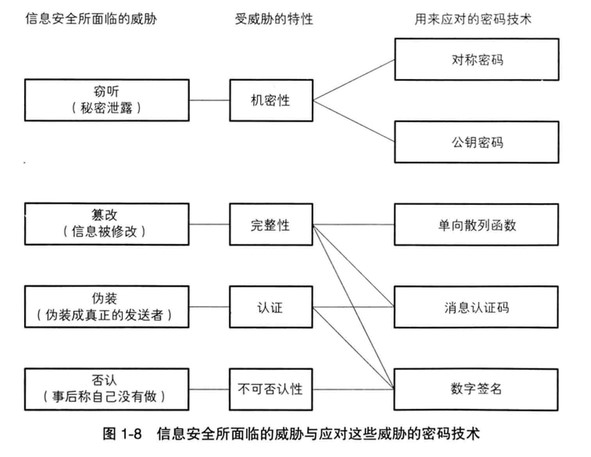 信息安全所面临的威胁
受威胁的特性
用来应对的密码技术
窃听
（秘密泄露）
机密性
对称密码
公钥密码
篡改
（信息被修改）
完整性
单向散列函数
伪装
（伪装成真正的发送者）
认证
消息认证码
否认
（事后称自己没有做）
不可否认性
数字签名
图 1-8 信息安全所面临的威胁与应对这些威胁的密码技术